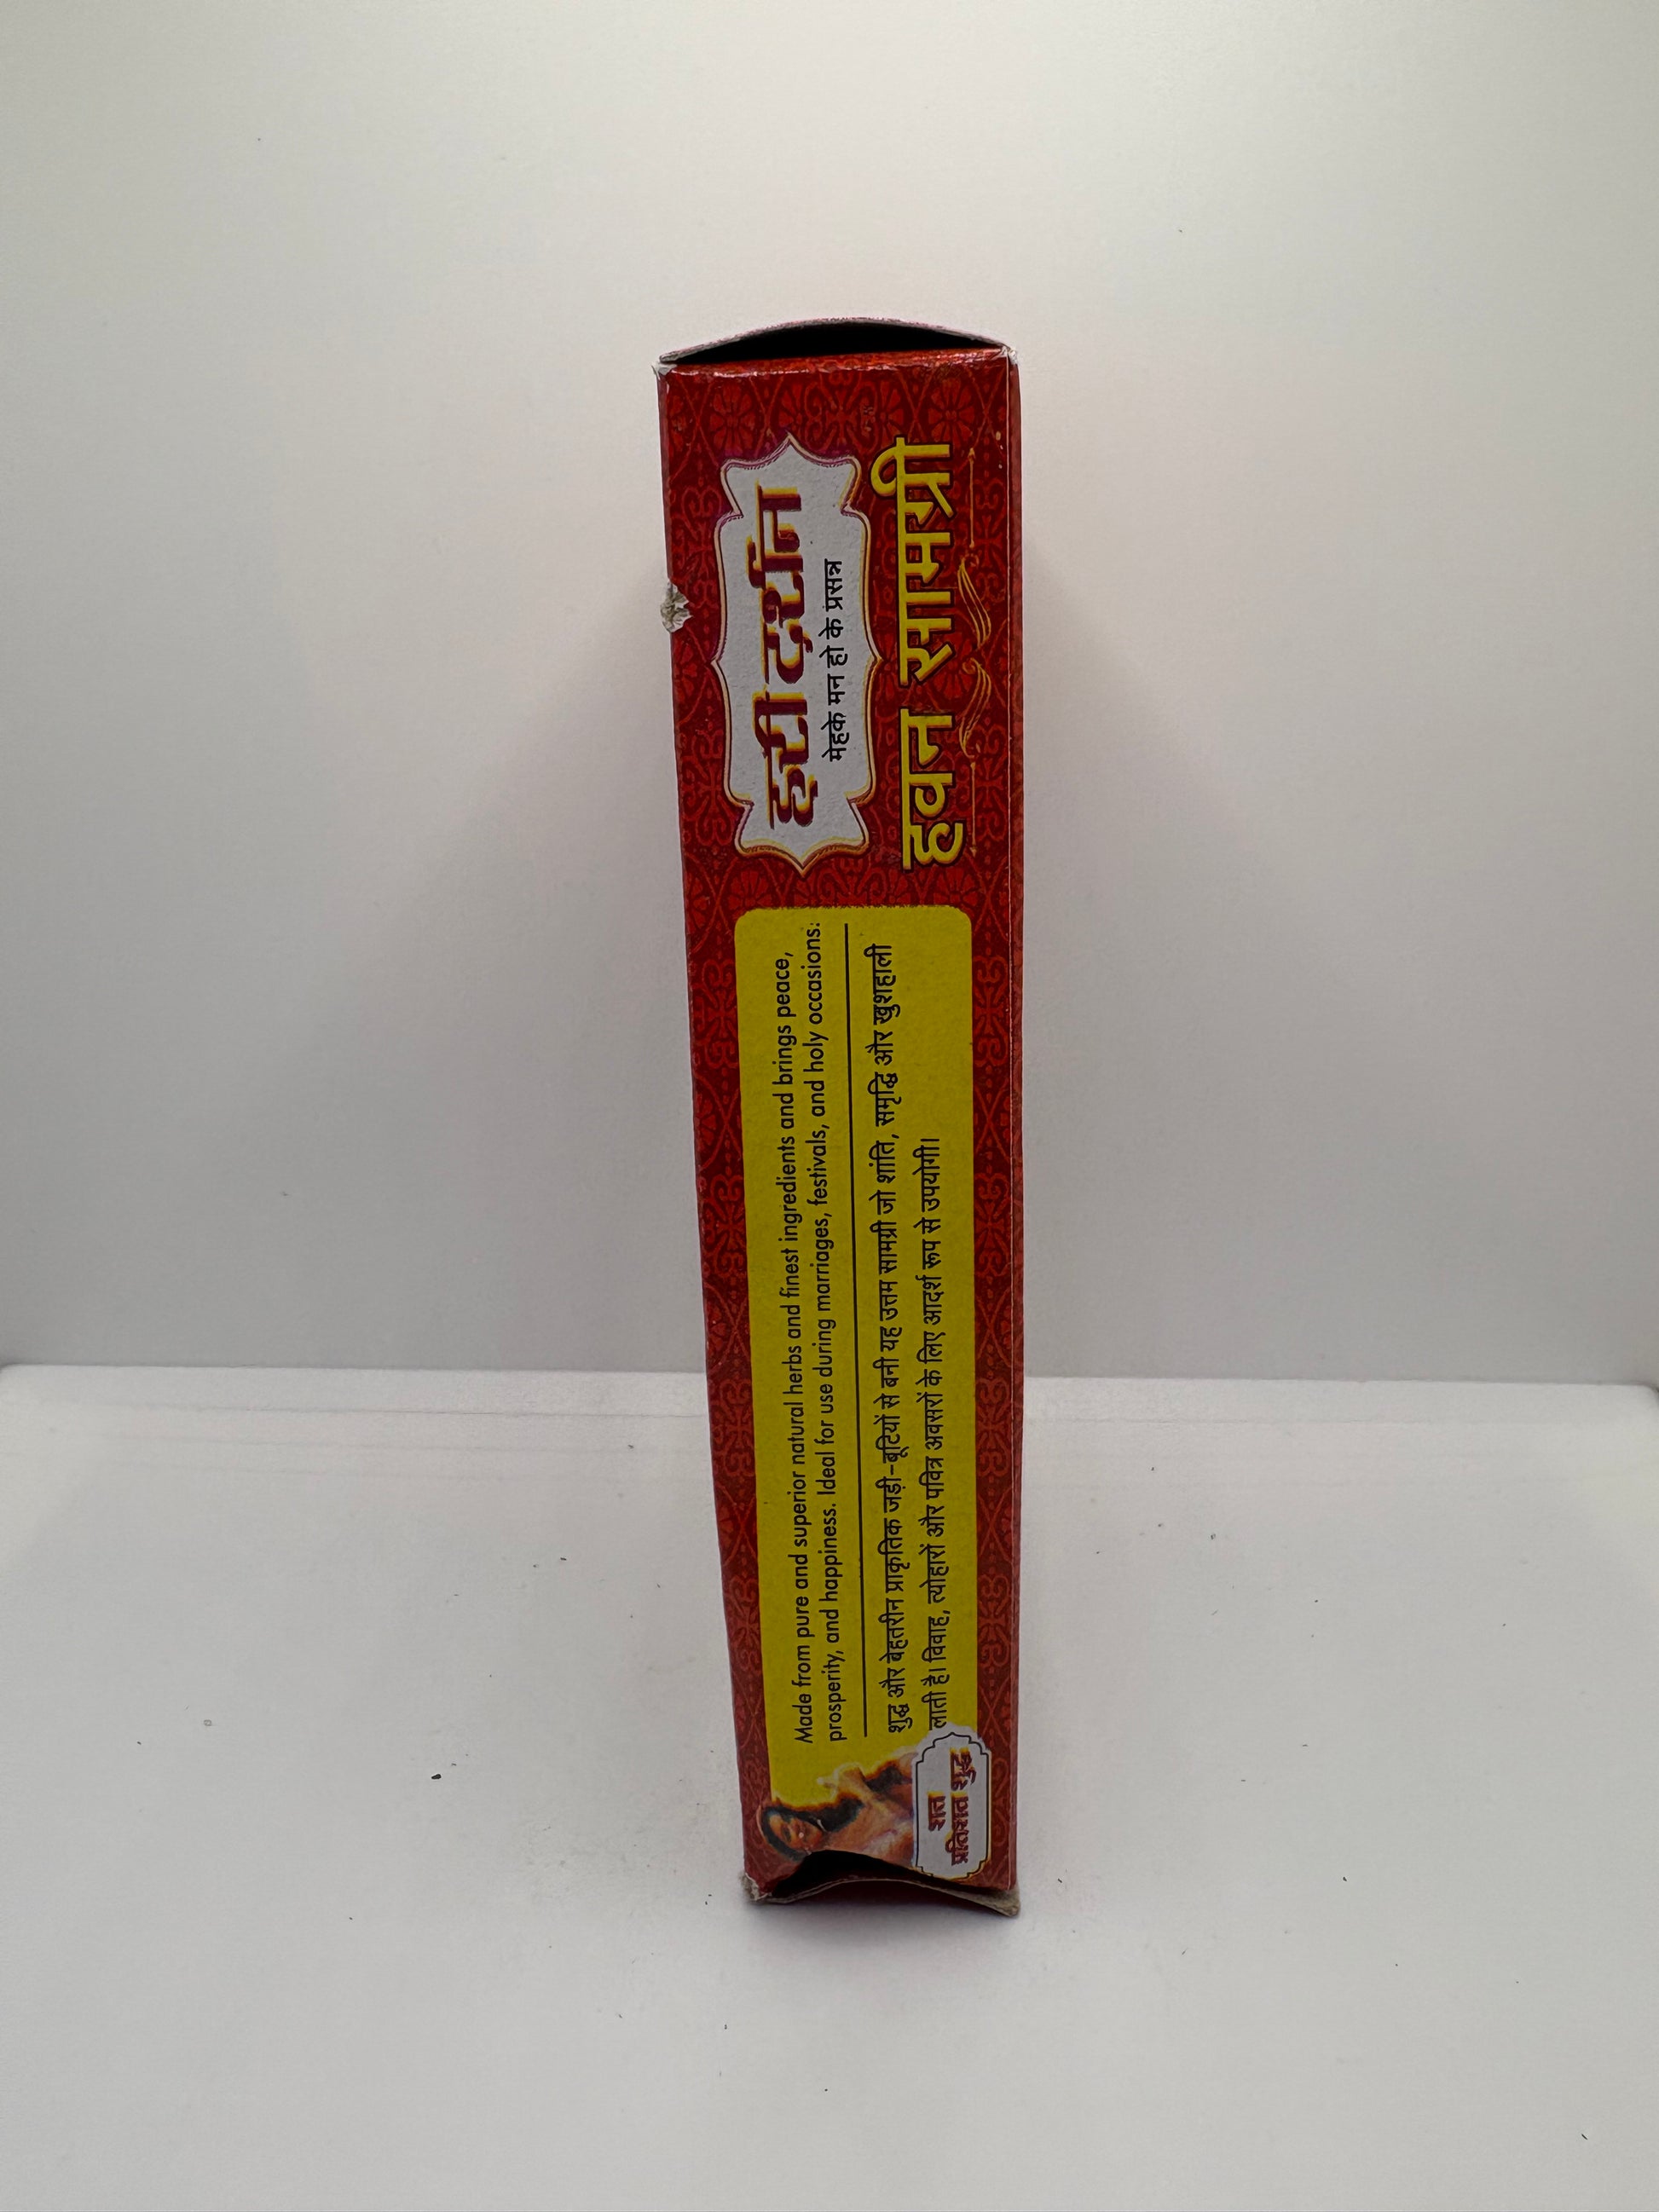 हरी दर्शन
मेहके मन हो के प्रसन्न
हवन सामग्री
Made from pure and superior natural herbs and finest ingredients and brings peace,
prosperity, and happiness. Ideal for use during marriages, festivals, and holy occasions:
शुद्ध और बेहतरीन प्राकृतिक जड़ी-बूटियों से बनी यह उत्तम सामग्री जो शांति, समृद्धि और खुशहाली
लाती है। विवाह, त्योहारों और पवित्र अवसरों के लिए आदर्श रूप से उपयोगी।
शत
प्रतिशत शुद्ध